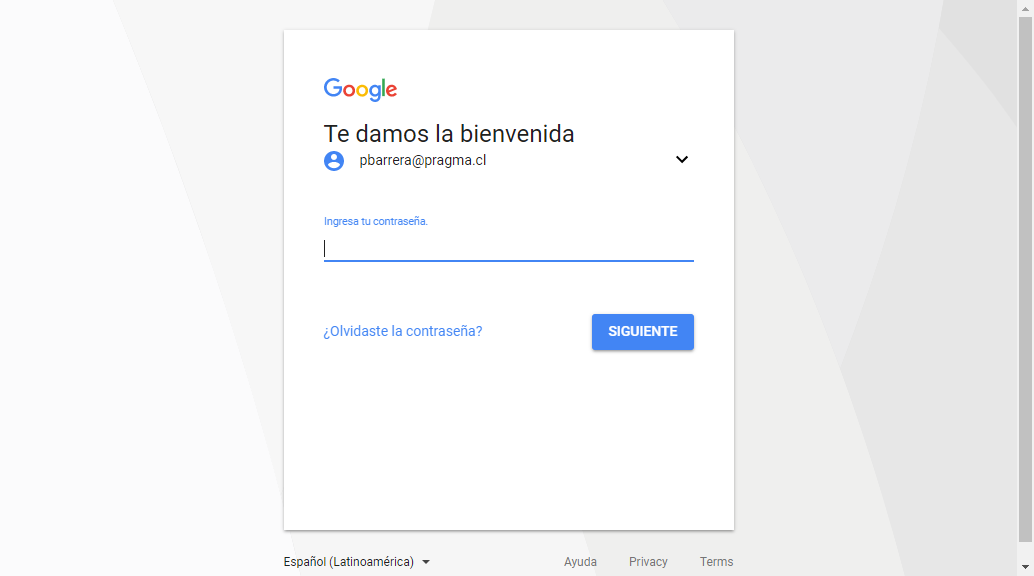 Google
Te damos la bienvenida
pbarrera@pragma.cl
Ingresa tu contraseña.
¿Olvidaste la contraseña?
SIGUIENTE
Español (Latinoamérica)
Ayuda
Privacy
Terms